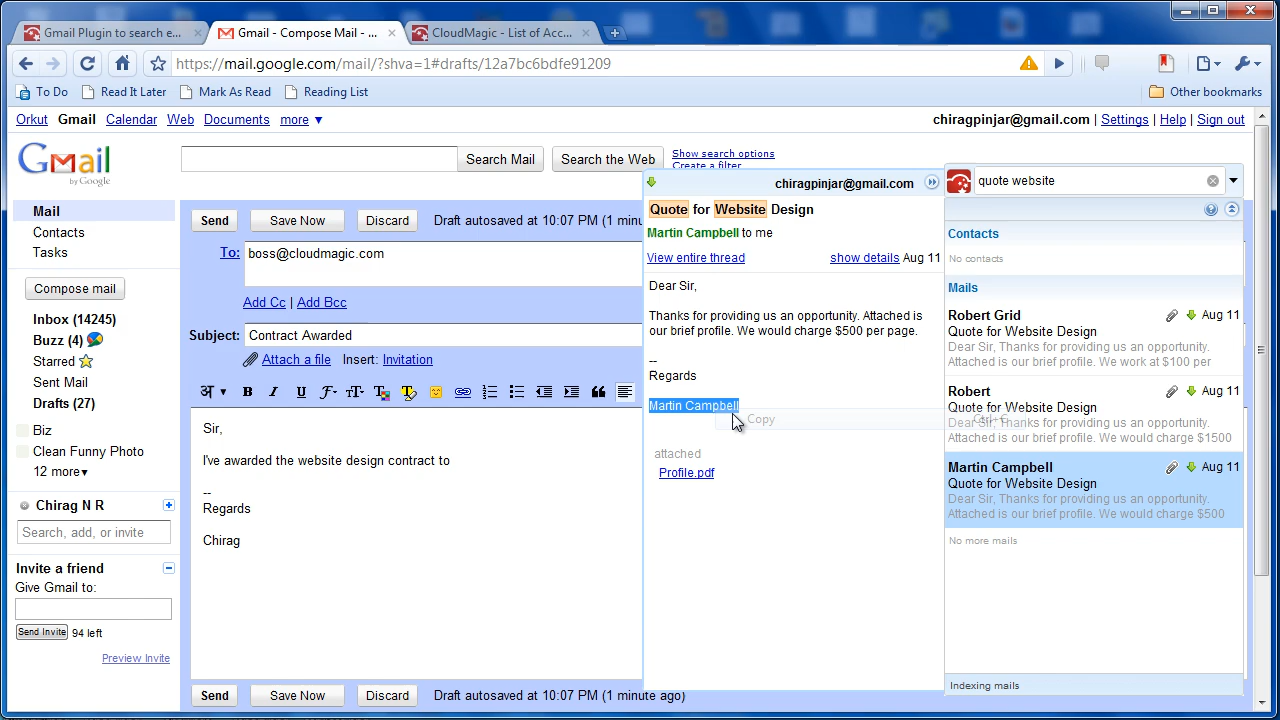 Gmail Plugin to search e...
Gmail - Compose Mail - ...
CloudMagic - List of Acc...
https://mail.google.com/mail/?shva=1#drafts/12a7bc6bdfe91209
To Do
Read It Later
Mark As Read
Reading List
Other bookmarks
Orkut Gmail Calendar Web Documents more ▼
chiragpinjar@gmail.com | Settings | Help | Sign out
Gmail
by Google
Search Mail
Search the Web
Show search options
Create a filter
Mail
Contacts
Tasks
Compose mail
Inbox (14245)
Buzz (4)
Starred
Sent Mail
Drafts (27)
Biz
Clean Funny Photo
12 more▼
Chirag N R
Search, add, or invite
Invite a friend
Give Gmail to:
Send Invite 94 left
Preview Invite
Send
Save Now
Discard
Draft autosaved at 10:07 PM (1 minu
To: boss@cloudmagic.com
Add Cc | Add Bcc
Subject: Contract Awarded
Attach a file Insert: Invitation
अ ▼ B I U
Sir,
I've awarded the website design contract to
--
Regards
Chirag
Send
Save Now
Discard
Draft autosaved at 10:07 PM (1 minute ago)
chiragpinjar@gmail.com
Quote for Website Design
Martin Campbell to me
View entire thread
show details Aug 11
Dear Sir,
Thanks for providing us an opportunity. Attached is
our brief profile. We would charge $500 per page.
--
Regards
Martin Campbell
Copy Ctrl+C
attached
Profile.pdf
quote website
Contacts
No contacts
Mails
Robert Grid Aug 11
Quote for Website Design
Dear Sir, Thanks for providing us an opportunity.
Attached is our brief profile. We work at $100 per
Robert Aug 11
Quote for Website Design
Dear Sir, Thanks for providing us an opportunity.
Attached is our brief profile. We would charge $1500
Martin Campbell Aug 11
Quote for Website Design
Dear Sir, Thanks for providing us an opportunity.
Attached is our brief profile. We would charge $500
No more mails
Indexing mails